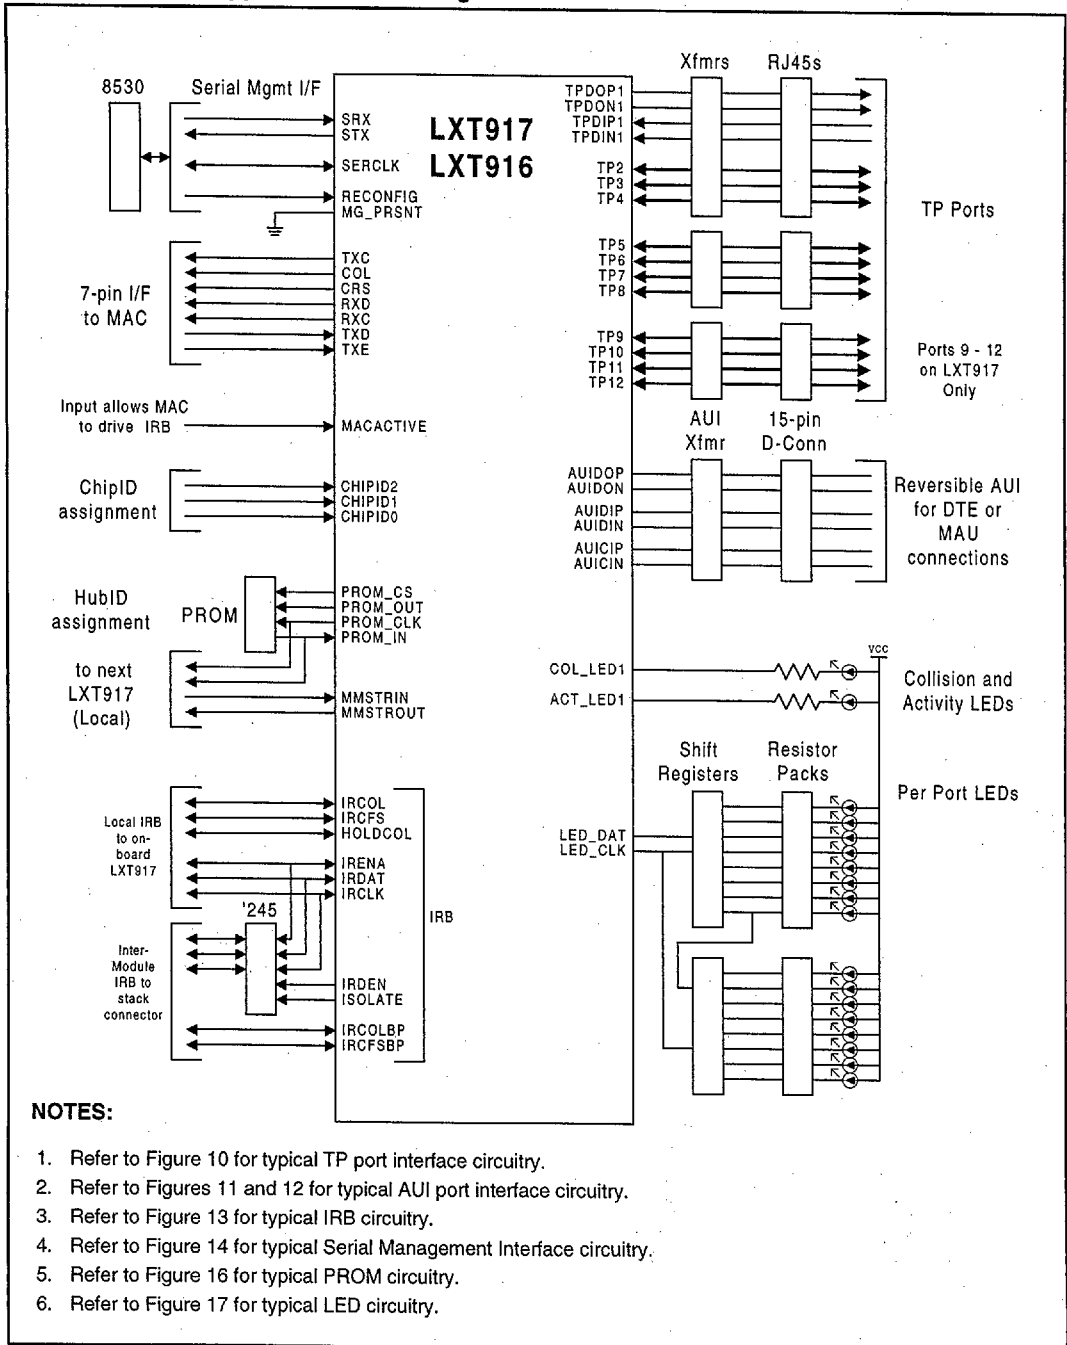 Xfmrs RJ45s
8530 Serial Mgmt I/F
LXT917
LXT916
SRX
STX
SERCLK
RECONFIG
MG_PRSNT
TPDOP1
TPDON1
TPDIP1
TPDIN1
TP2
TP3
TP4
TP5
TP6
TP7
TP8
TP9
TP10
TP11
TP12
TP Ports
Ports 9 - 12
on LXT917
Only
7-pin I/F
to MAC
TXC
COL
CRS
RXD
RXC
TXD
TXE
Input allows MAC
to drive IRB
MACACTIVE
AUI
Xfmr
15-pin
D-Conn
ChipID
assignment
CHIPID2
CHIPID1
CHIPID0
AUIDOP
AUIDON
AUIDIP
AUIDIN
AUICIP
AUICIN
Reversible AUI
for DTE or
MAU
connections
HubID
assignment
PROM
PROM_CS
PROM_OUT
PROM_CLK
PROM_IN
to next
LXT917
(Local)
MMSTRIN
MMSTROUT
COL_LED1
ACT_LED1
VCC
Collision and
Activity LEDs
Shift
Registers
Resistor
Packs
Per Port LEDs
LED_DAT
LED_CLK
Local IRB
to on-
board
LXT917
IRCOL
IRCFS
HOLDCOL
IRENA
IRDAT
IRCLK
IRB
'245
Inter-
Module
IRB to
stack
connector
IRDEN
ISOLATE
IRCOLBP
IRCFSBP
NOTES:
1. Refer to Figure 10 for typical TP port interface circuitry.
2. Refer to Figures 11 and 12 for typical AUI port interface circuitry.
3. Refer to Figure 13 for typical IRB circuitry.
4. Refer to Figure 14 for typical Serial Management Interface circuitry.
5. Refer to Figure 16 for typical PROM circuitry.
6. Refer to Figure 17 for typical LED circuitry.